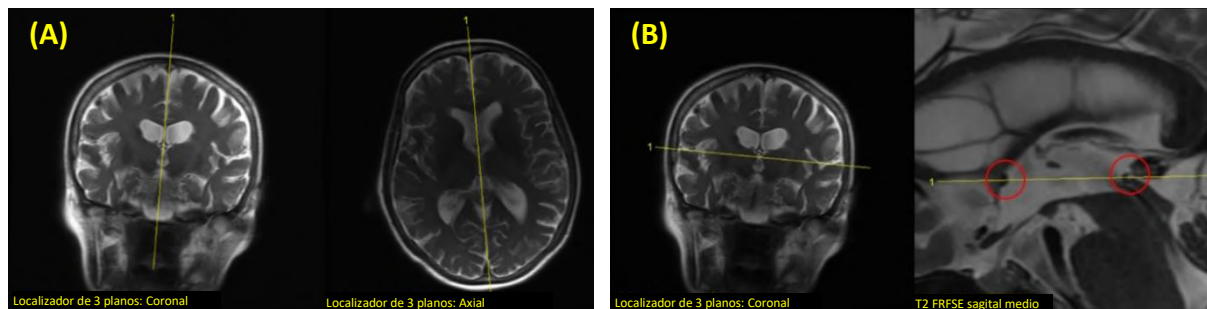 (A)
1
1
Localizador de 3 planos: Coronal
Localizador de 3 planos: Axial
(B)
1
1
Localizador de 3 planos: Coronal
T2 FRFSE sagital medio